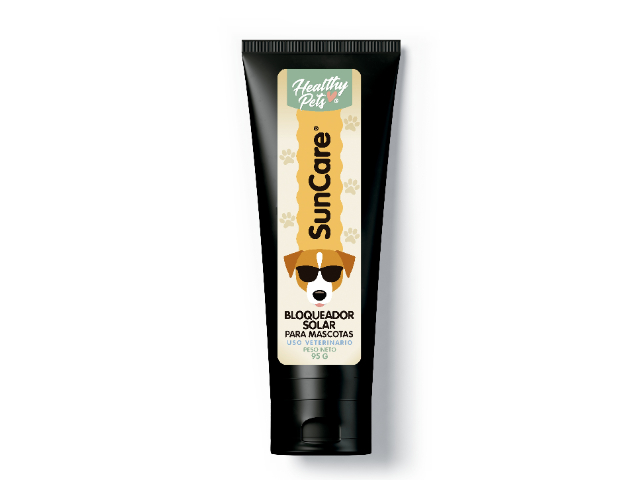 Healthy
Pets®
SunCare®
BLOQUEADOR
SOLAR
PARA MASCOTAS
USO VETERINARIO
PESO NETO
95 G